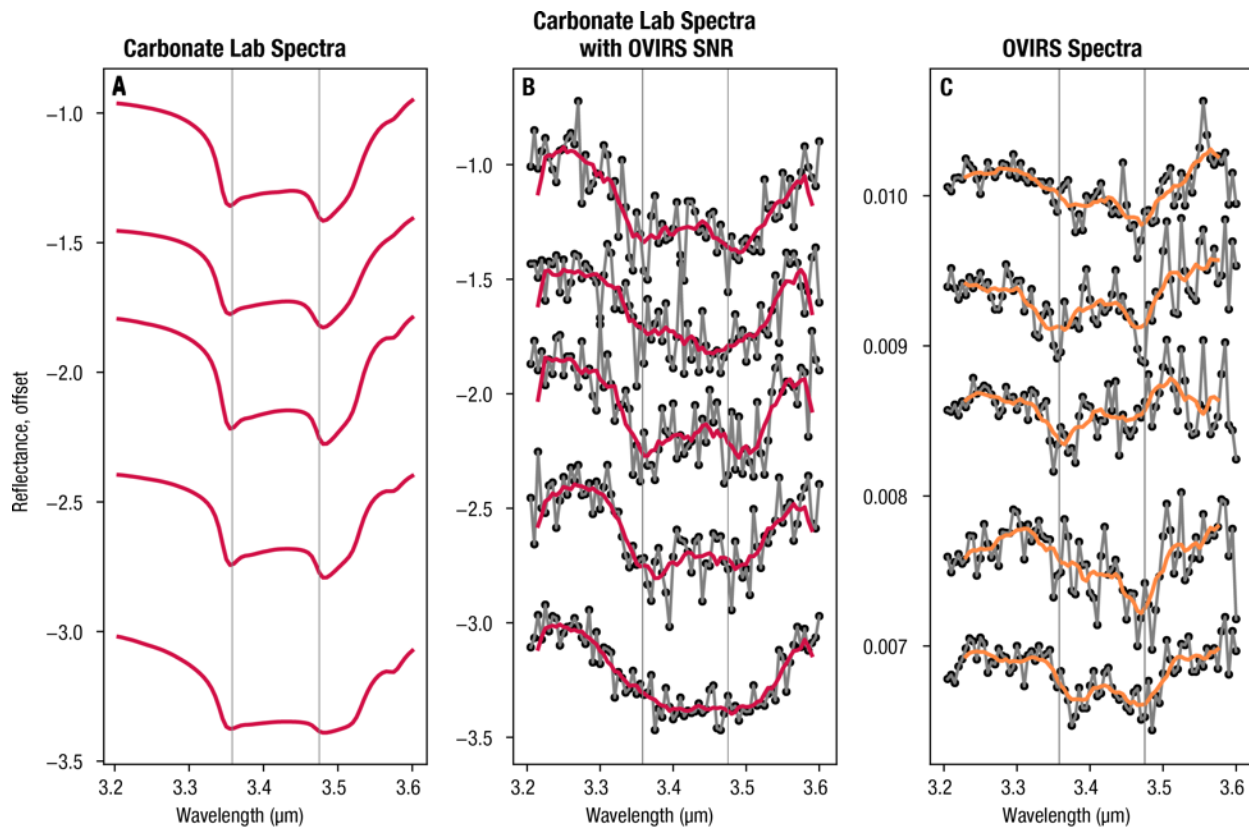 Carbonate Lab Spectra
Carbonate Lab Spectra
with OVIRS SNR
OVIRS Spectra
A
B
C
Reflectance, offset
−1.0
−1.5
−2.0
−2.5
−3.0
−3.5
3.2 3.3 3.4 3.5 3.6
Wavelength (µm)
−1.0
−1.5
−2.0
−2.5
−3.0
−3.5
3.2 3.3 3.4 3.5 3.6
Wavelength (µm)
0.010
0.009
0.008
0.007
3.2 3.3 3.4 3.5 3.6
Wavelength (µm)